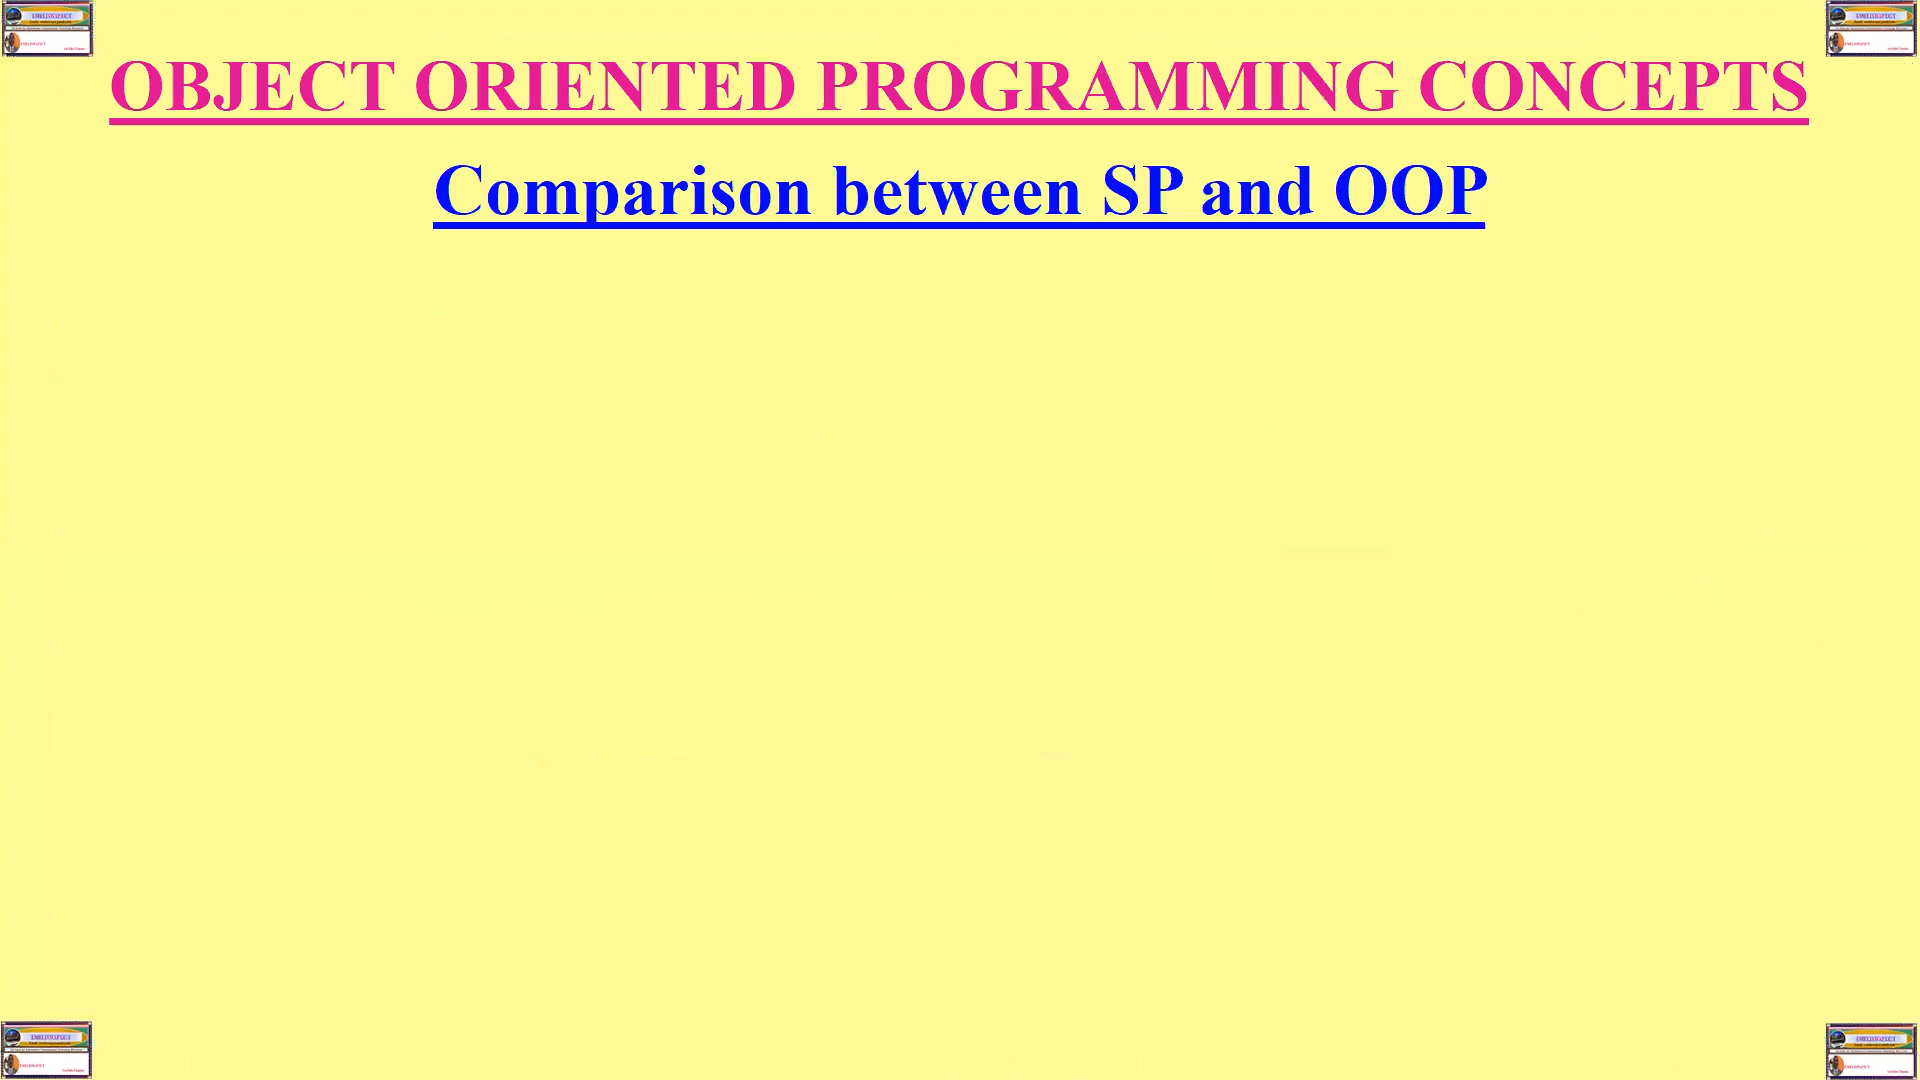 OBJECT ORIENTED PROGRAMMING CONCEPTS
Comparison between SP and OOP